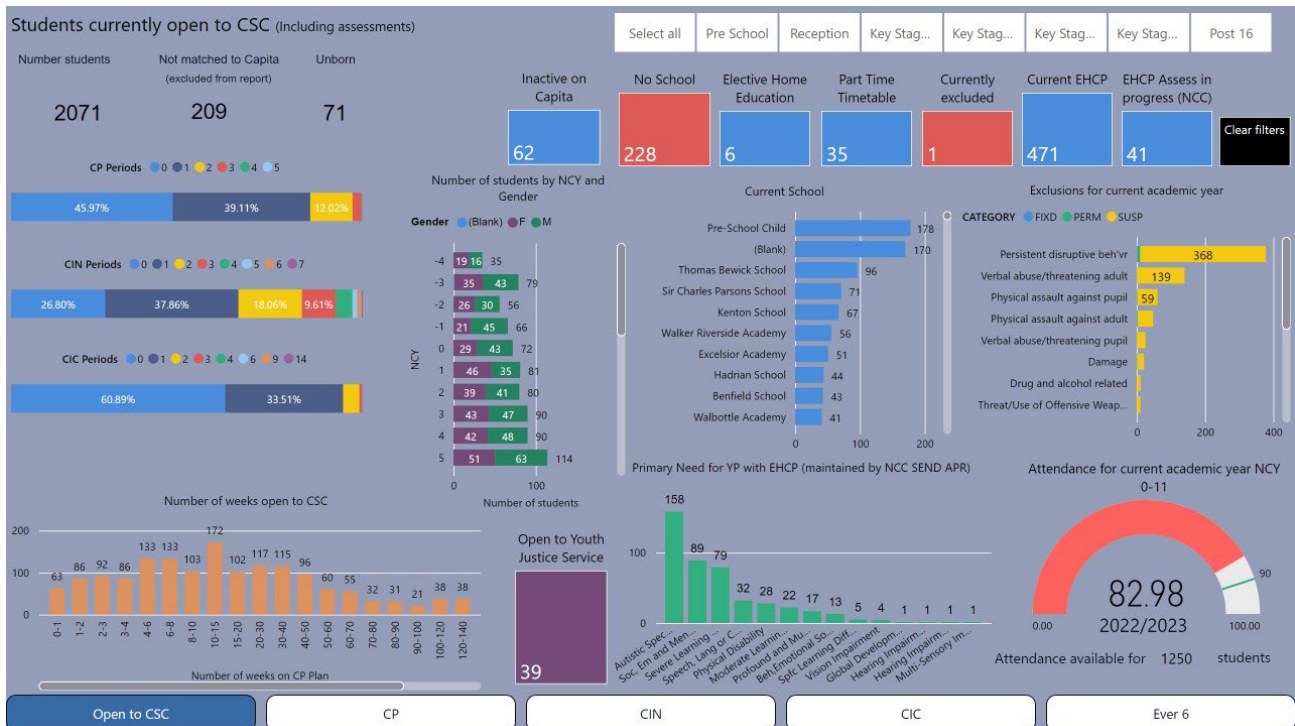 Students currently open to CSC (Including assessments)
Number students
Not matched to Capita
(excluded from report)
Unborn
2071
209
71
Select all
Pre School
Reception
Key Stag...
Key Stag...
Key Stag...
Key Stag...
Post 16
Inactive on
Capita
62
No School
228
Elective Home
Education
6
Part Time
Timetable
35
Currently
excluded
1
Current EHCP
471
EHCP Assess in
progress (NCC)
41
Clear filters
CP Periods 0 1 2 3 4 5
45.97% 39.11% 12.02%
CIN Periods 0 1 2 3 4 5 6 7
26.80% 37.86% 18.06% 9.61%
CIC Periods 0 1 2 3 4 6 9 14
60.89% 33.51%
Number of students by NCY and
Gender
Gender (Blank) F M
NCY
-4 19 16 35
-3 35 43 79
-2 26 30 56
-1 21 45 66
0 29 43 72
1 46 35 81
2 39 41 80
3 43 47 90
4 42 48 90
5 51 63 114
0 100
Number of students
Current School
Pre-School Child 178
(Blank) 170
Thomas Bewick School 96
Sir Charles Parsons School 71
Kenton School 67
Walker Riverside Academy 56
Excelsior Academy 51
Hadrian School 44
Benfield School 43
Walbottle Academy 41
0 100 200
Exclusions for current academic year
CATEGORY FIXD PERM SUSP
Persistent disruptive beh'vr 368
Verbal abuse/threatening adult 139
Physical assault against pupil 59
Physical assault against adult
Verbal abuse/threatening pupil
Damage
Drug and alcohol related
Threat/Use of Offensive Weap...
0 200 400
Number of weeks open to CSC
200
100
0
63 86 92 86 133 133 103 172 102 117 115 96 60 55 32 31 21 38 38
0-1 1-2 2-3 3-4 4-6 6-8 8-10 10-15 15-20 20-30 30-40 40-50 50-60 60-70 70-80 80-90 90-100 100-120 120-140
Number of weeks on CP Plan
Open to Youth
Justice Service
39
Primary Need for YP with EHCP (maintained by NCC SEND APR)
100
0
158 89 79 32 28 22 17 13 5 4 1 1 1 1
Autistic Spec...
Soc, Em and Men...
Severe Learning ...
Speech, Lang or C...
Physical Disability
Moderate Learnin...
Profound and Mul...
Beh,Emotional So...
Spfc Learning Diff...
Vision Impairment
Global Developm...
Hearing Impairm...
Hearing Impairm...
Multi-Sensory Im...
Attendance for current academic year NCY
0-11
90
82.98
0.00
2022/2023
100.00
Attendance available for 1250 students
Open to CSC
CP
CIN
CIC
Ever 6